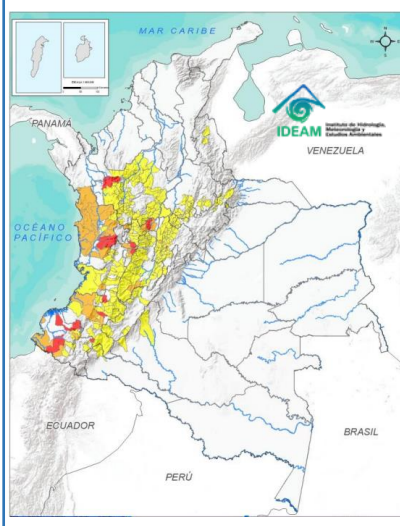 MAR CARIBE
PANAMÁ
IDEAM
Instituto de Hidrología,
Meteorología y
Estudios Ambientales
VENEZUELA
OCÉANO
PACÍFICO
ECUADOR
BRASIL
PERÚ